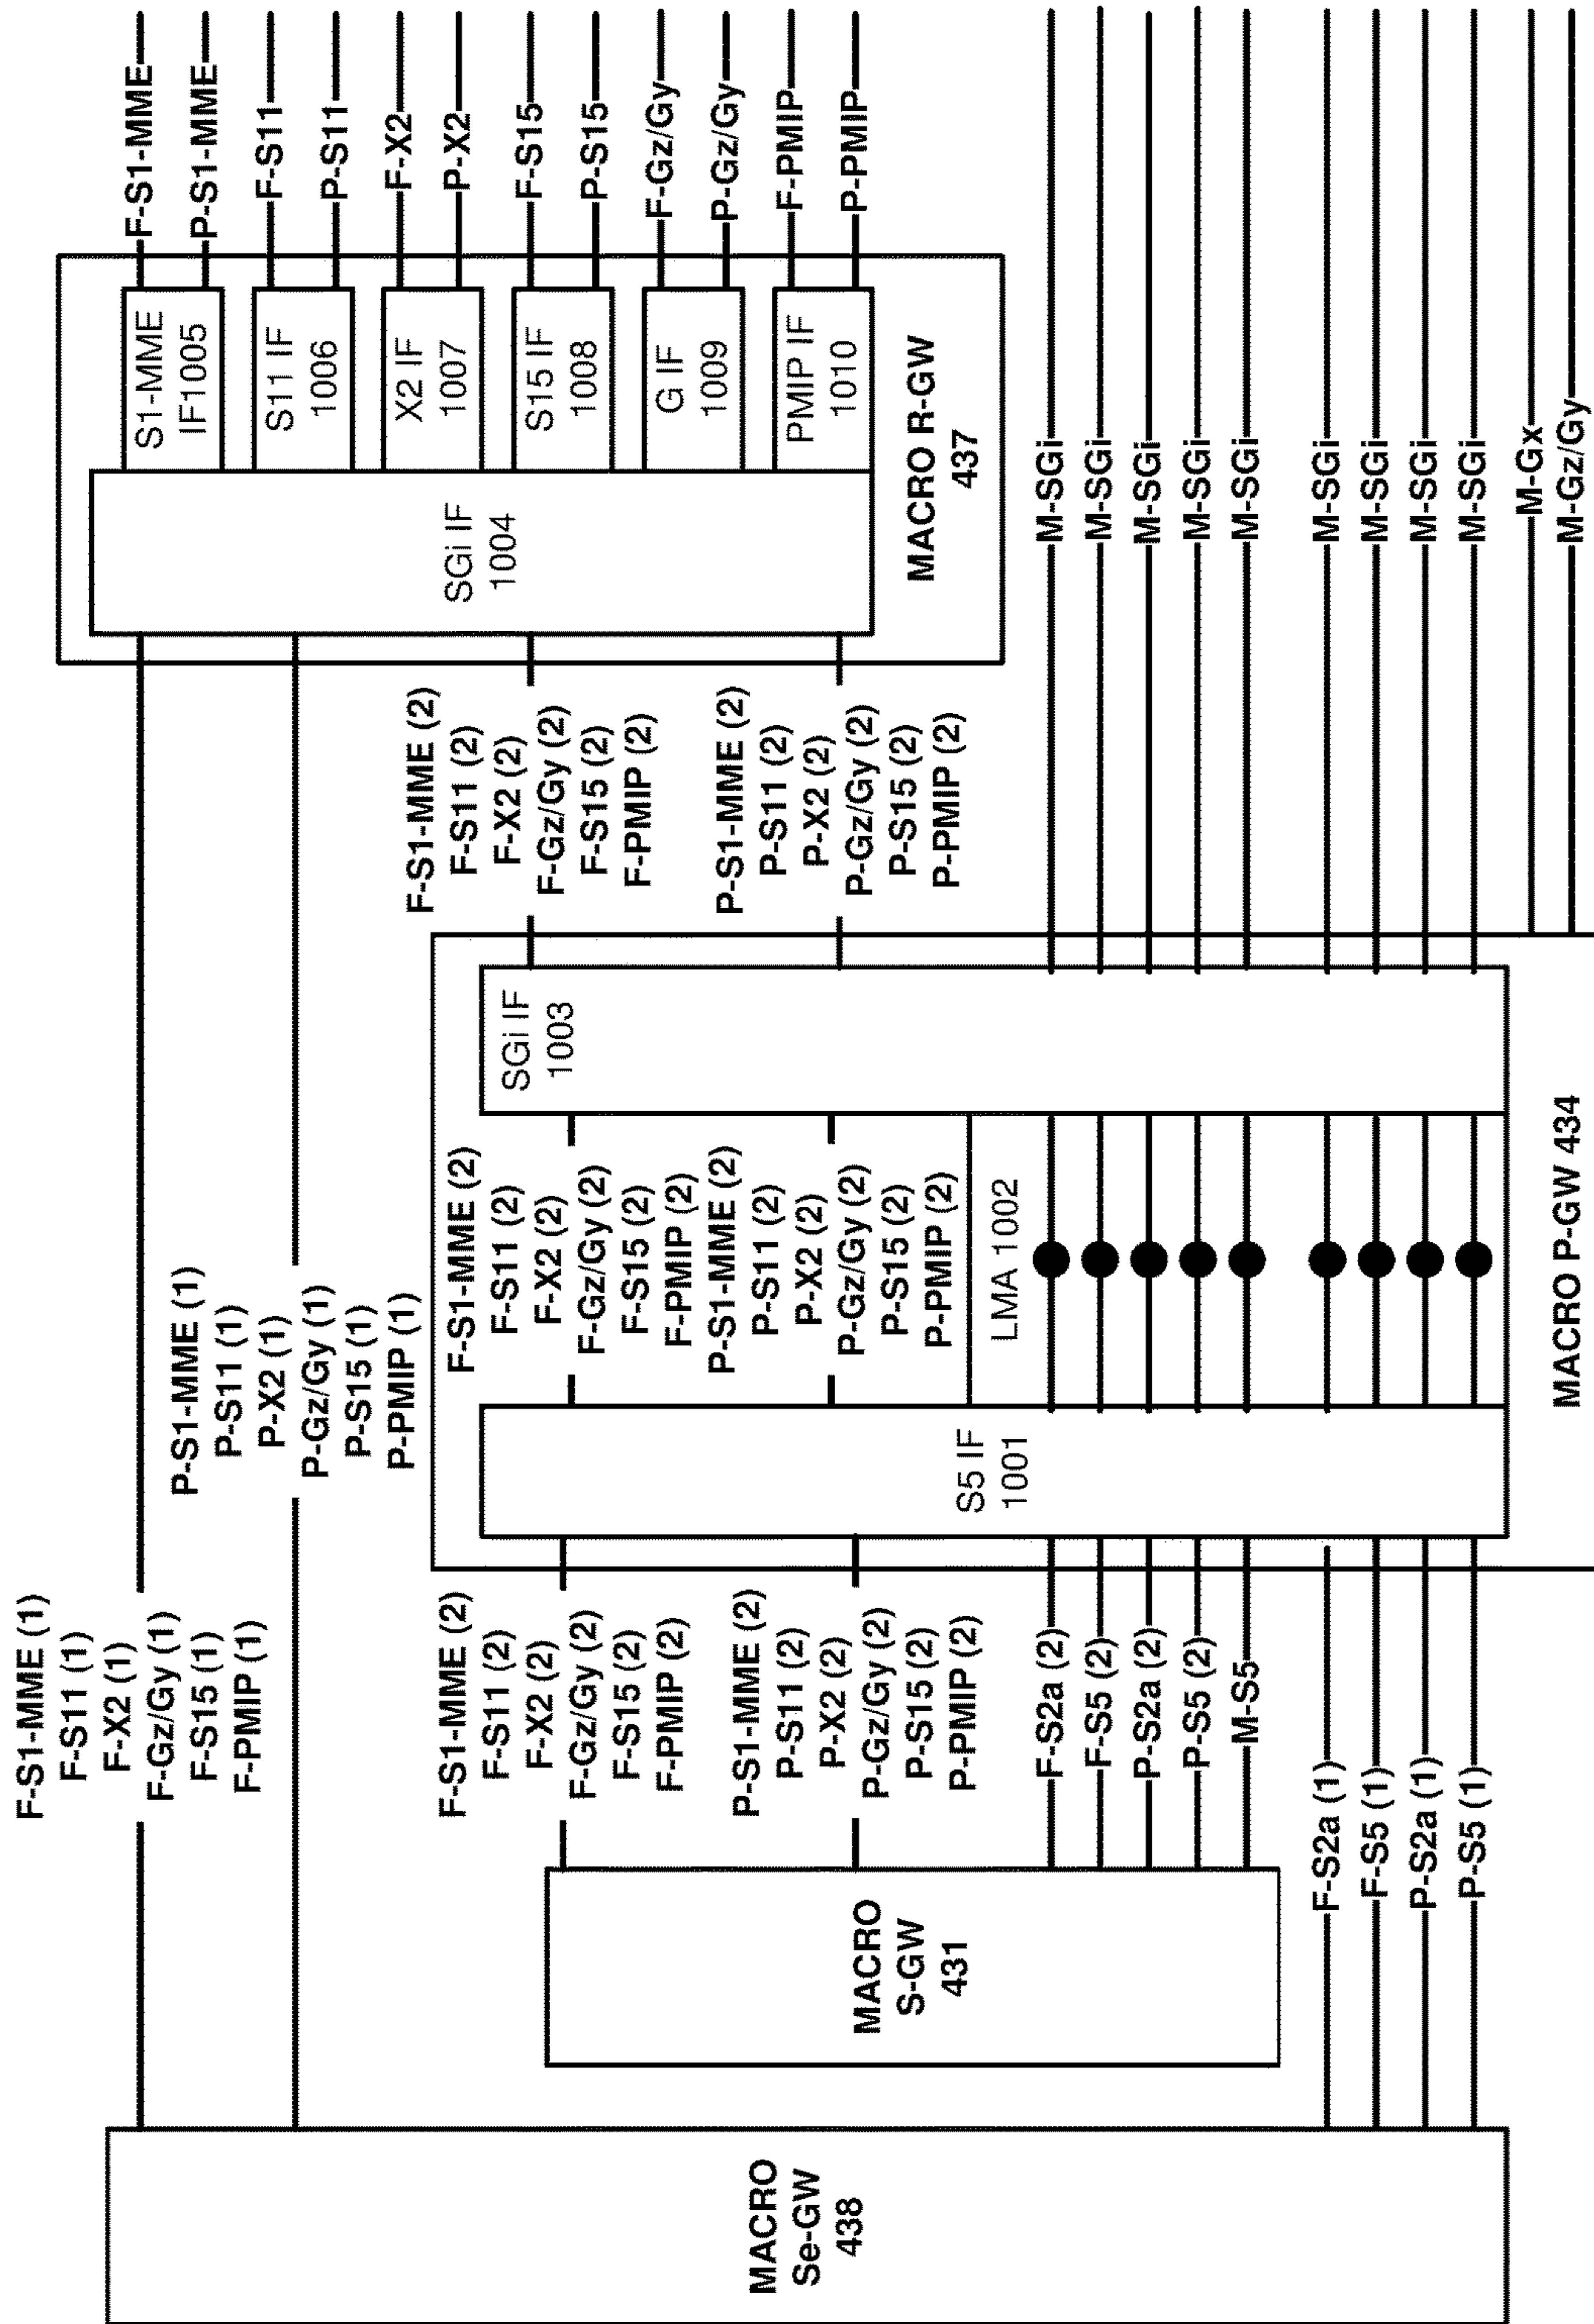 MACRO
Se-GW
438
F-S1-MME (1)
F-S11 (1)
F-X2 (1)
F-Gz/Gy (1)
F-S15 (1)
F-PMIP (1)
P-S1-MME (1)
P-S11 (1)
P-X2 (1)
P-Gz/Gy (1)
P-S15 (1)
P-PMIP (1)
MACRO
S-GW
431
F-S1-MME (2)
F-S11 (2)
F-X2 (2)
F-Gz/Gy (2)
F-S15 (2)
F-PMIP (2)
P-S1-MME (2)
P-S11 (2)
P-X2 (2)
P-Gz/Gy (2)
P-S15 (2)
P-PMIP (2)
F-S2a (2)
F-S5 (2)
P-S2a (2)
P-S5 (2)
M-S5
F-S2a (1)
F-S5 (1)
P-S2a (1)
P-S5 (1)
S5 IF
1001
F-S1-MME (2)
F-S11 (2)
F-X2 (2)
F-Gz/Gy (2)
F-S15 (2)
F-PMIP (2)
P-S1-MME (2)
P-S11 (2)
P-X2 (2)
P-Gz/Gy (2)
P-S15 (2)
P-PMIP (2)
LMA 1002
SGi IF
1003
MACRO P-GW 434
F-S1-MME (2)
F-S11 (2)
F-X2 (2)
F-Gz/Gy (2)
F-S15 (2)
F-PMIP (2)
P-S1-MME (2)
P-S11 (2)
P-X2 (2)
P-Gz/Gy (2)
P-S15 (2)
P-PMIP (2)
SGi IF
1004
S1-MME
IF1005
S11 IF
1006
X2 IF
1007
S15 IF
1008
G IF
1009
PMIP IF
1010
MACRO R-GW
437
F-S1-MME
P-S1-MME
F-S11
P-S11
F-X2
P-X2
F-S15
P-S15
F-Gz/Gy
P-Gz/Gy
F-PMIP
P-PMIP
M-SGi
M-SGi
M-SGi
M-SGi
M-SGi
M-SGi
M-SGi
M-SGi
M-SGi
M-Gx
M-Gz/Gy